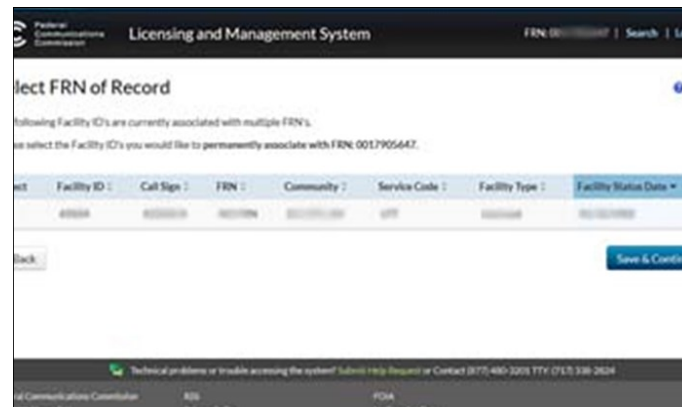 Federal
Communications
Commission
Licensing and Management System
FRN: | Search |
lect FRN of Record
following Facility ID's are currently associated with multiple FRN's.
se select the Facility ID's you would like to permanently associate with FRN: 0017905647.
ect Facility ID Call Sign FRN Community Service Code Facility Type Facility Status Date
Back
Save & Contin
Technical problems or trouble accessing the system? Submit Help Request or Contact (877) 480-3201 TTY: (717) 338-2824
ral Communications Commission RSS FOIA